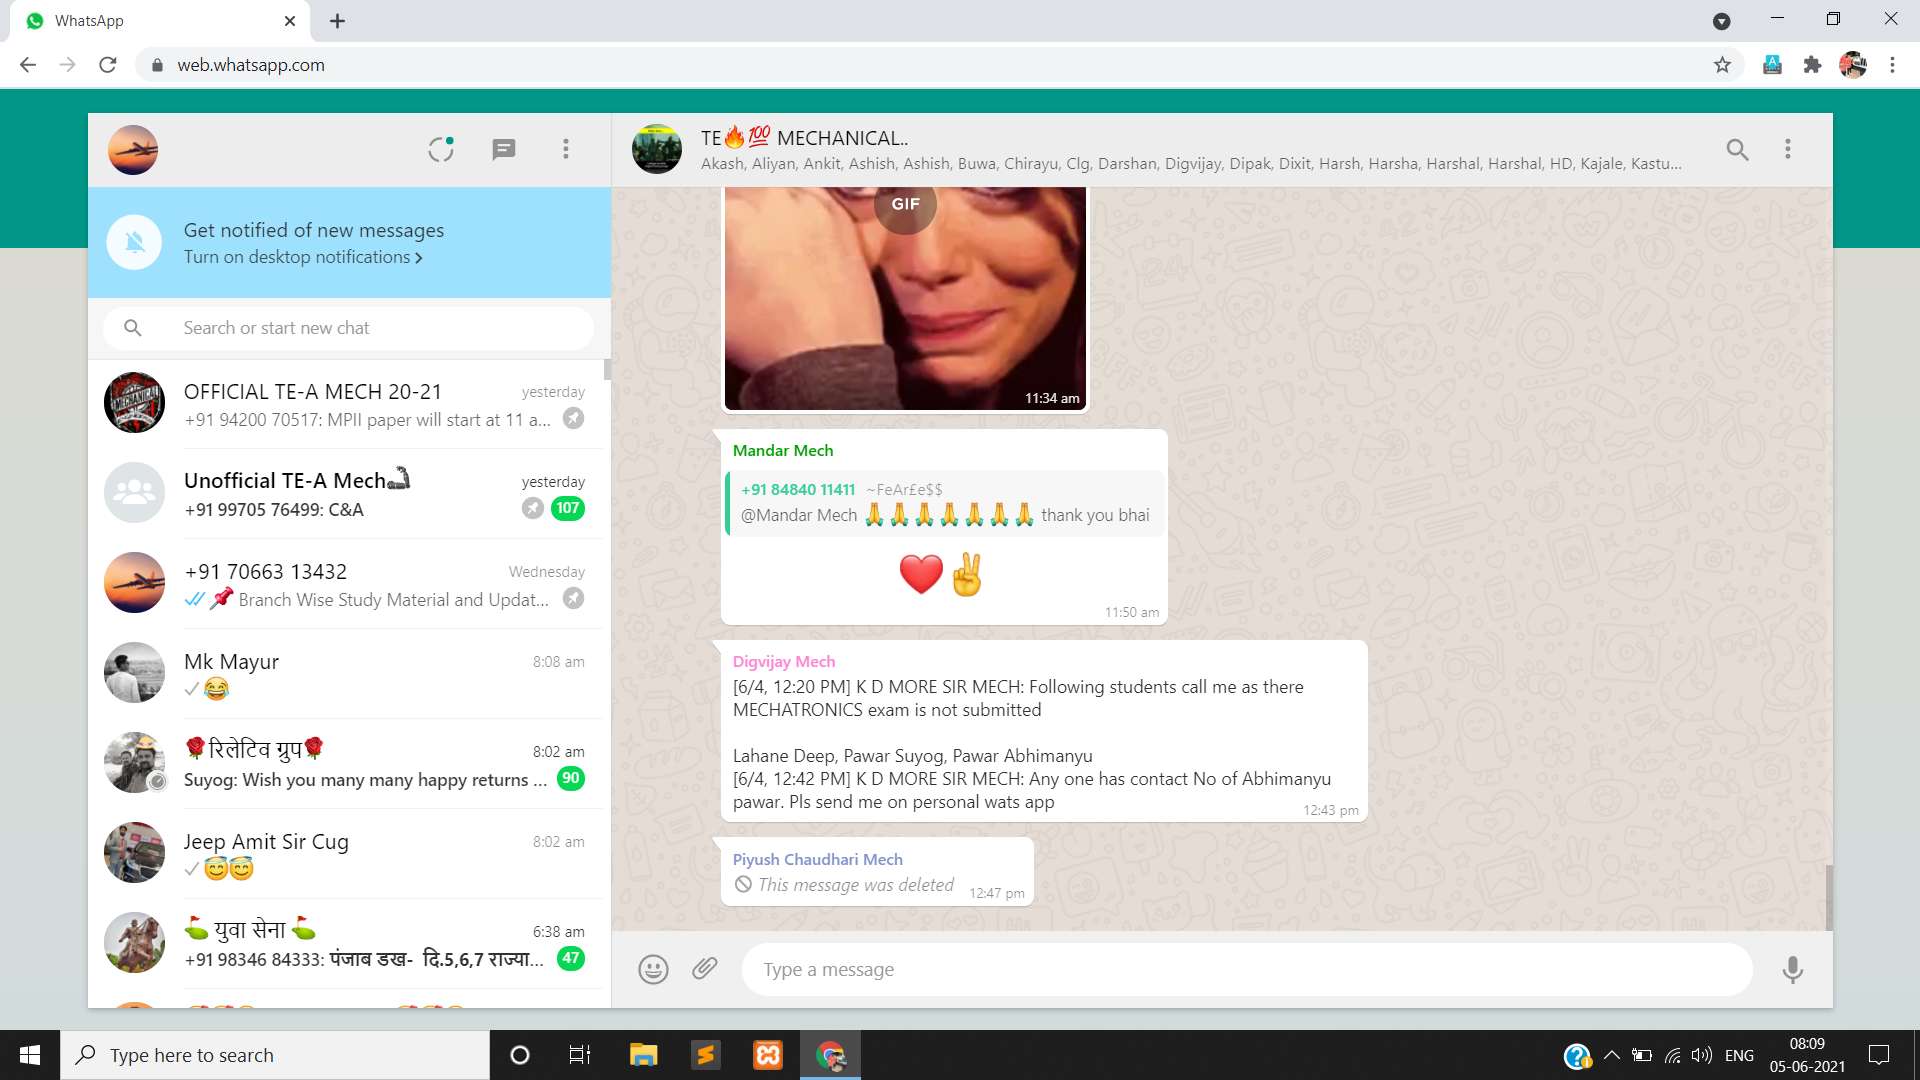 WhatsApp
web.whatsapp.com
TE🔥💯 MECHANICAL..
Akash, Aliyan, Ankit, Ashish, Ashish, Buwa, Chirayu, Clg, Darshan, Digvijay, Dipak, Dixit, Harsh, Harsha, Harshal, Harshal, HD, Kajale, Kastu...
Get notified of new messages
Turn on desktop notifications
Search or start new chat
OFFICIAL TE-A MECH 20-21
yesterday
+91 94200 70517: MPII paper will start at 11 a...
Unofficial TE-A Mech🦾
yesterday
+91 99705 76499: C&A
107
+91 70663 13432
Wednesday
📌 Branch Wise Study Material and Updat...
Mk Mayur
8:08 am
😂
🌹रिलेटिव ग्रुप🌹
8:02 am
Suyog: Wish you many many happy returns ...
90
Jeep Amit Sir Cug
8:02 am
😇😇
⛳ युवा सेना ⛳
6:38 am
+91 98346 84333: पंजाब डख- दि.5,6,7 राज्या...
47
GIF
11:34 am
Mandar Mech
+91 84840 11411 ~FeAr£e$$
@Mandar Mech 🙏🙏🙏🙏🙏🙏🙏 thank you bhai
❤️✌️
11:50 am
Digvijay Mech
[6/4, 12:20 PM] K D MORE SIR MECH: Following students call me as there
MECHATRONICS exam is not submitted
Lahane Deep, Pawar Suyog, Pawar Abhimanyu
[6/4, 12:42 PM] K D MORE SIR MECH: Any one has contact No of Abhimanyu
pawar. Pls send me on personal wats app
12:43 pm
Piyush Chaudhari Mech
This message was deleted
12:47 pm
Type a message
Type here to search
ENG
08:09
05-06-2021